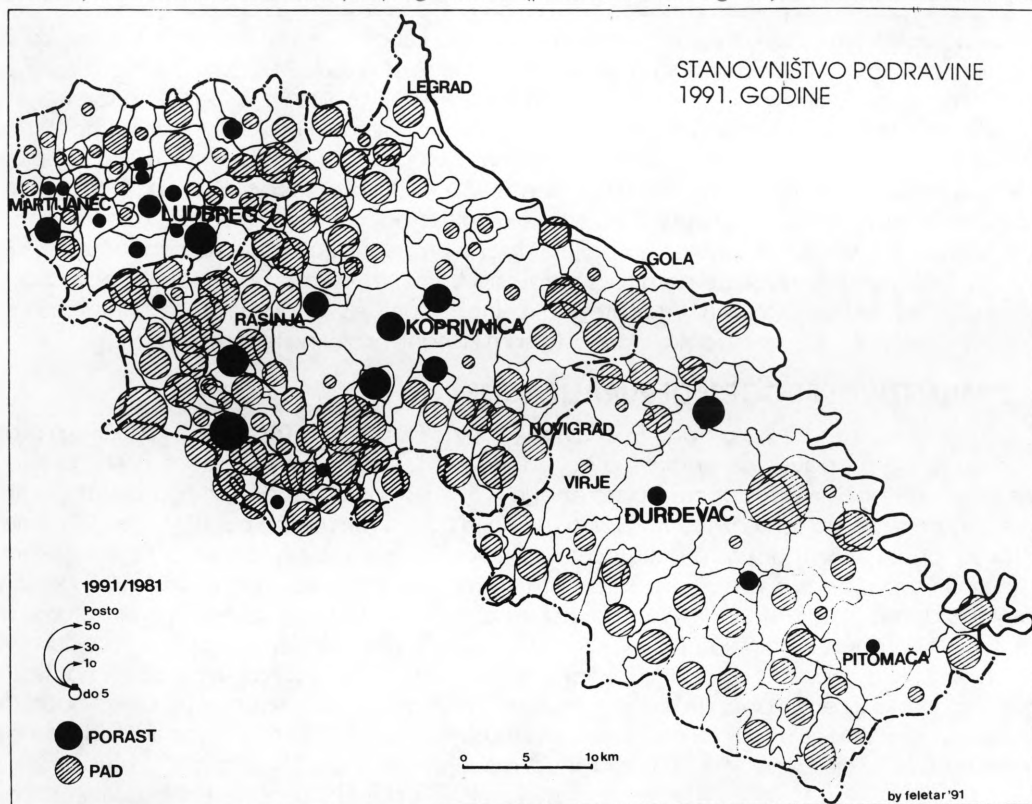 STANOVNIŠTVO PODRAVINE
1991. GODINE
LEGRAD
MARTIJANEC
LUDBREG
GOLA
RASINJA
KOPRIVNICA
NOVIGRAD
VIRJE
ĐURĐEVAC
PITOMAČA
1991/1981
Posto
5o
3o
1o
do 5
PORAST
PAD
o 5 1o km
by feletar '91